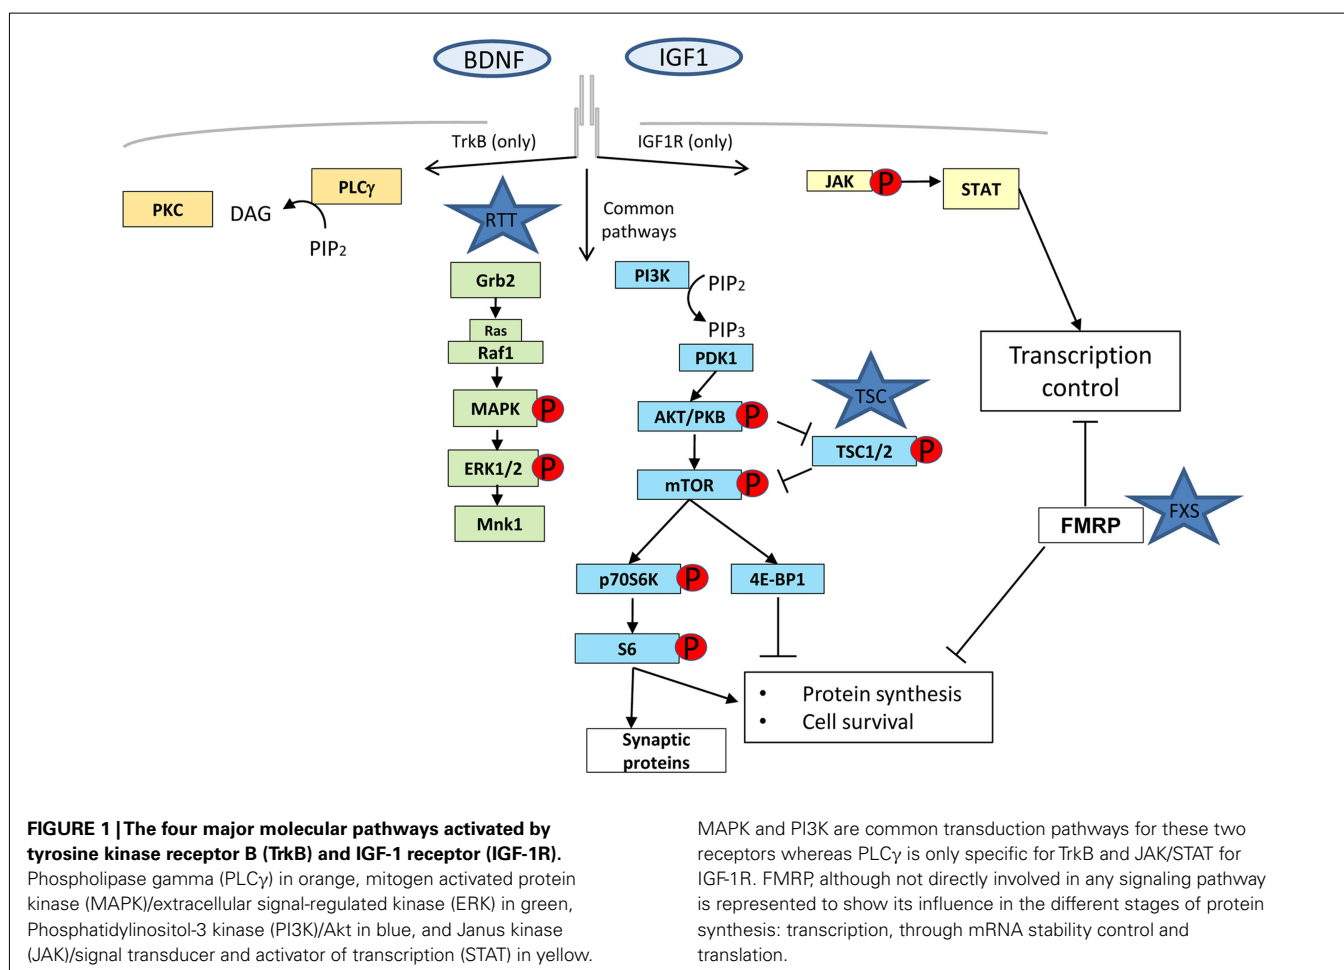 BDNF
IGF1
TrkB (only)
IGF1R (only)
PLCγ
PKC
DAG
PIP2
RTT
Common
pathways
JAK
P
STAT
Grb2
Ras
Raf1
MAPK
P
ERK1/2
P
Mnk1
PI3K
PIP2
PIP3
PDK1
AKT/PKB
P
TSC
TSC1/2
P
mTOR
P
p70S6K
P
4E-BP1
S6
P
Synaptic
proteins
• Protein synthesis
• Cell survival
Transcription
control
FMRP
FXS
FIGURE 1 | The four major molecular pathways activated by
tyrosine kinase receptor B (TrkB) and IGF-1 receptor (IGF-1R).
Phospholipase gamma (PLCγ) in orange, mitogen activated protein
kinase (MAPK)/extracellular signal-regulated kinase (ERK) in green,
Phosphatidylinositol-3 kinase (PI3K)/Akt in blue, and Janus kinase
(JAK)/signal transducer and activator of transcription (STAT) in yellow.
MAPK and PI3K are common transduction pathways for these two
receptors whereas PLCγ is only specific for TrkB and JAK/STAT for
IGF-1R. FMRP, although not directly involved in any signaling pathway
is represented to show its influence in the different stages of protein
synthesis: transcription, through mRNA stability control and
translation.